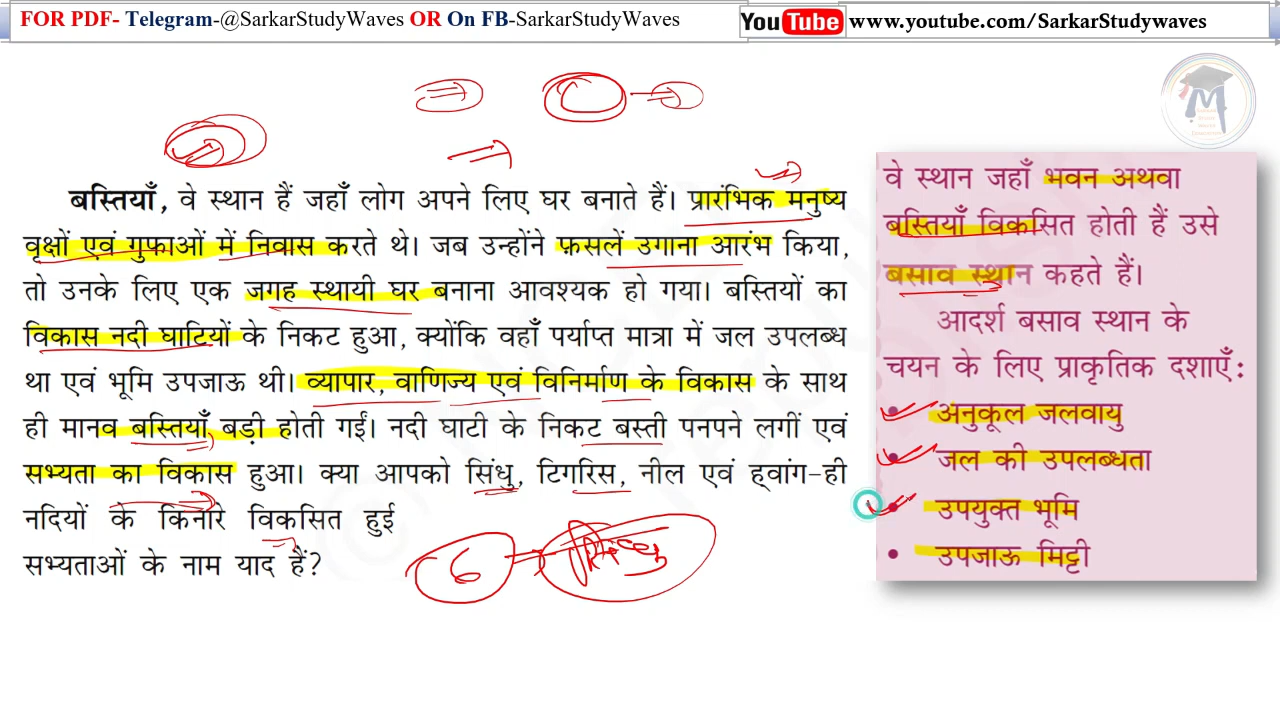 FOR PDF- Telegram-@SarkarStudyWaves OR On FB-SarkarStudyWaves
YouTube www.youtube.com/SarkarStudywaves
बस्तियाँ, वे स्थान हैं जहाँ लोग अपने लिए घर बनाते हैं। प्रारंभिक मनुष्य
वृक्षों एवं गुफाओं में निवास करते थे। जब उन्होंने फ़सलें उगाना आरंभ किया,
तो उनके लिए एक जगह स्थायी घर बनाना आवश्यक हो गया। बस्तियों का
विकास नदी घाटियों के निकट हुआ, क्योंकि वहाँ पर्याप्त मात्रा में जल उपलब्ध
था एवं भूमि उपजाऊ थी। व्यापार, वाणिज्य एवं विनिर्माण के विकास के साथ
ही मानव बस्तियाँ बड़ी होती गईं। नदी घाटी के निकट बस्ती पनपने लगीं एवं
सभ्यता का विकास हुआ। क्या आपको सिंधु, टिगरिस, नील एवं ह्वांग-ही
नदियों के किनारे विकसित हुई
सभ्यताओं के नाम याद हैं?
वे स्थान जहाँ भवन अथवा
बस्तियाँ विकसित होती हैं उसे
बसाव स्थान कहते हैं।
आदर्श बसाव स्थान के
चयन के लिए प्राकृतिक दशाएँ:
• अनुकूल जलवायु
• जल की उपलब्धता
• उपयुक्त भूमि
• उपजाऊ मिट्टी